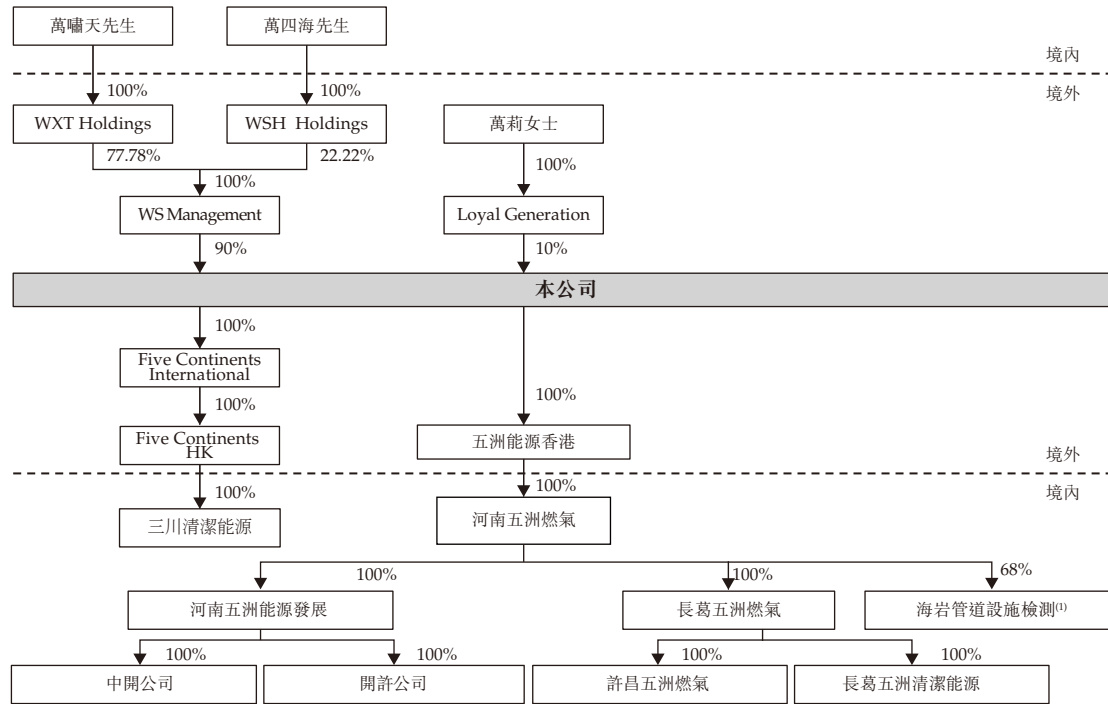 萬嘯天先生
萬四海先生
境內
境外
100%
100%
WXT Holdings
WSH Holdings
萬莉女士
77.78%
22.22%
100%
100%
WS Management
Loyal Generation
90%
10%
本公司
100%
Five Continents
International
100%
100%
Five Continents
HK
五洲能源香港
境外
境內
100%
100%
三川清潔能源
河南五洲燃氣
100%
100%
68%
河南五洲能源發展
長葛五洲燃氣
海岩管道設施檢測(1)
100%
100%
100%
100%
中開公司
開許公司
許昌五洲燃氣
長葛五洲清潔能源